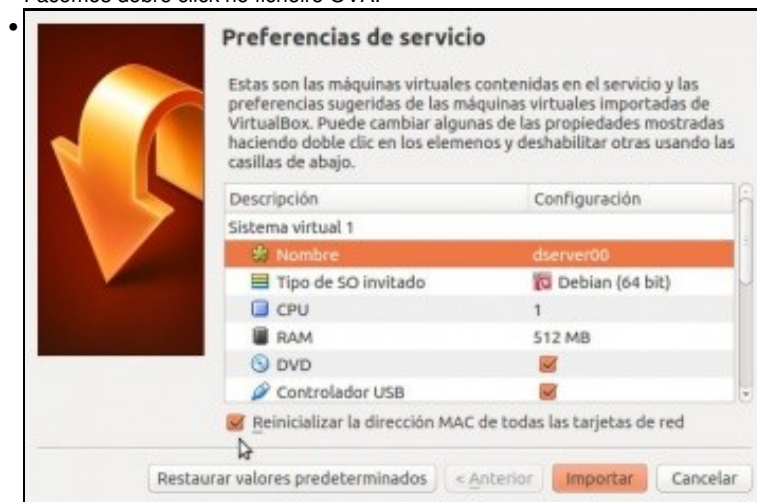 Facemos dobre click no ficheiro OVA.
Preferencias de servicio
Estas son las máquinas virtuales contenidas en el servicio y las
preferencias sugeridas de las máquinas virtuales importadas de
VirtualBox. Puede cambiar algunas de las propiedades mostradas
haciendo doble clic en los elemenos y deshabilitar otras usando las
casillas de abajo.
Descripción Configuración
Sistema virtual 1
Nombre dserver00
Tipo de SO invitado Debian (64 bit)
CPU 1
RAM 512 MB
DVD
Controlador USB
Reinicializar la dirección MAC de todas las tarjetas de red
Restaurar valores predeterminados < Anterior Importar Cancelar